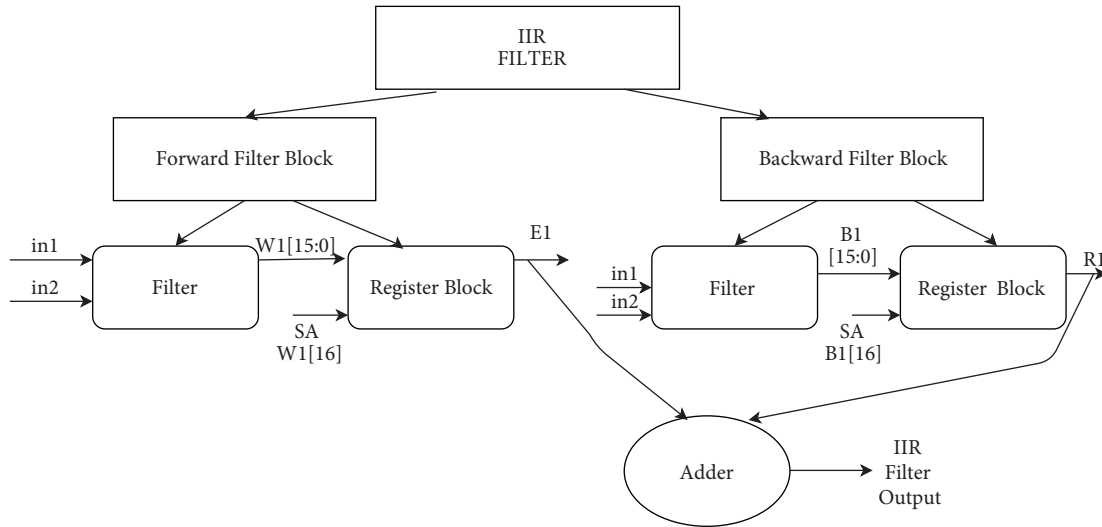 IIR
FILTER
Forward Filter Block
Backward Filter Block
in1
in2
Filter
W1[15:0]
SA
W1[16]
Register Block
E1
in1
in2
Filter
B1
[15:0]
SA
B1[16]
Register Block
R1
Adder
IIR
Filter
Output